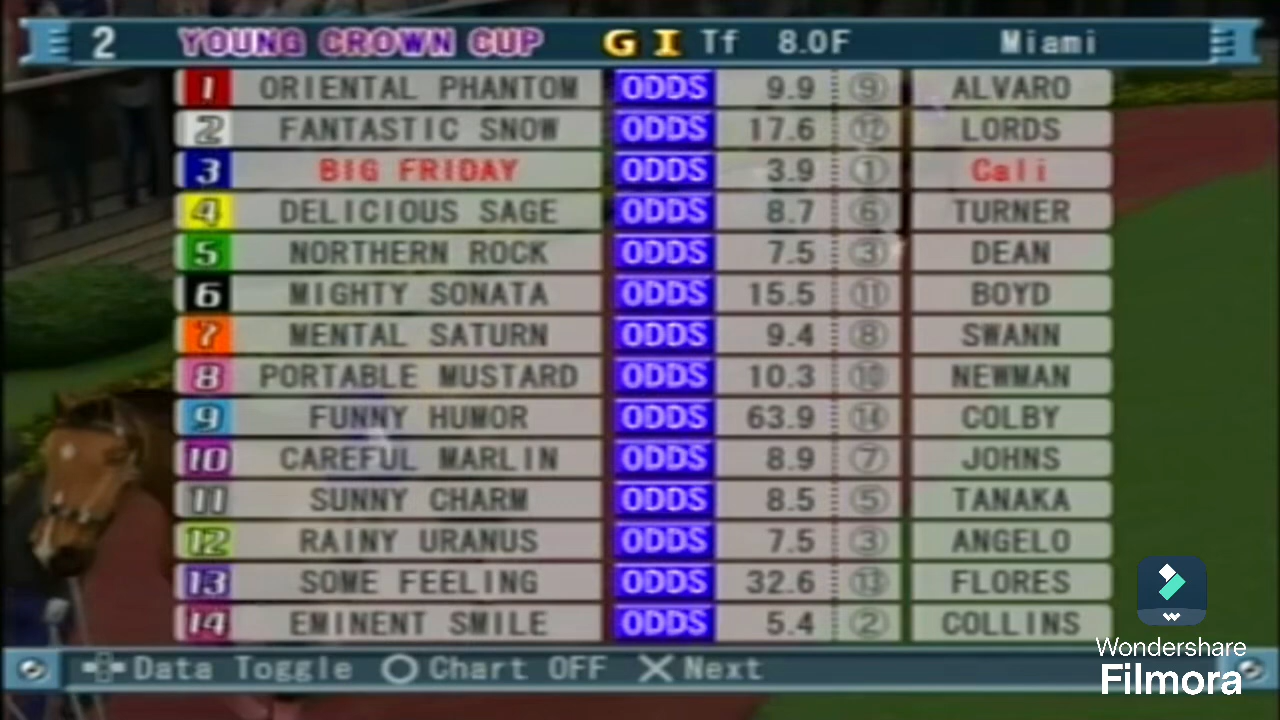 2 YOUNG CROWN CUP G I Tf 8.0F Miami
1 ORIENTAL PHANTOM ODDS 9.9 ⑨ ALVARO
2 FANTASTIC SNOW ODDS 17.6 ⑫ LORDS
3 BIG FRIDAY ODDS 3.9 ① Cali
4 DELICIOUS SAGE ODDS 8.7 ⑥ TURNER
5 NORTHERN ROCK ODDS 7.5 ③ DEAN
6 MIGHTY SONATA ODDS 15.5 ⑪ BOYD
7 MENTAL SATURN ODDS 9.4 ⑧ SWANN
8 PORTABLE MUSTARD ODDS 10.3 ⑩ NEWMAN
9 FUNNY HUMOR ODDS 63.9 ⑭ COLBY
10 CAREFUL MARLIN ODDS 8.9 ⑦ JOHNS
11 SUNNY CHARM ODDS 8.5 ⑤ TANAKA
12 RAINY URANUS ODDS 7.5 ③ ANGELO
13 SOME FEELING ODDS 32.6 ⑬ FLORES
14 EMINENT SMILE ODDS 5.4 ② COLLINS
Data Toggle Chart OFF Next
Wondershare
Filmora